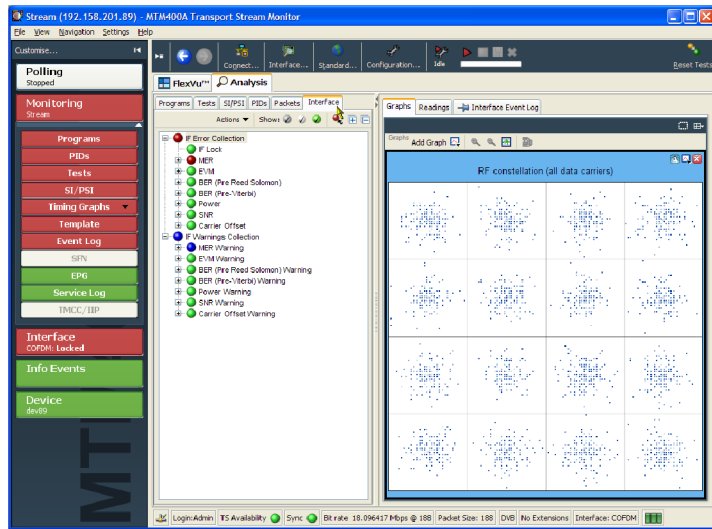 Stream (192.158.201.89) - MTM400A Transport Stream Monitor
File View Navigation Settings Help
Customise...
Polling
Stopped
Monitoring
Stream
Programs
PIDs
Tests
SI/PSI
Timing Graphs
Template
Event Log
SFN
EPG
Service Log
TMCC/IIP
Interface
COFDM: Locked
Info Events
Device
dev89
MT
Connect... Interface... Standard... Configuration... Idle Reset Tests
FlexVu™ Analysis
Programs Tests SI/PSI PIDs Packets Interface
Actions Show:
IF Error Collection
IF Lock
MER
EVM
BER (Pre Reed Solomon)
BER (Pre-Viterbi)
Power
SNR
Carrier Offset
IF Warnings Collection
MER Warning
EVM Warning
BER (Pre Reed Solomon) Warning
BER (Pre-Viterbi) Warning
Power Warning
SNR Warning
Carrier Offset Warning
Graphs Readings Interface Event Log
Graphs Add Graph
RF constellation (all data carriers)
Login:Admin TS Availability Sync Bit rate 18.096417 Mbps @ 188 Packet Size: 188 DVB No Extensions Interface: COFDM